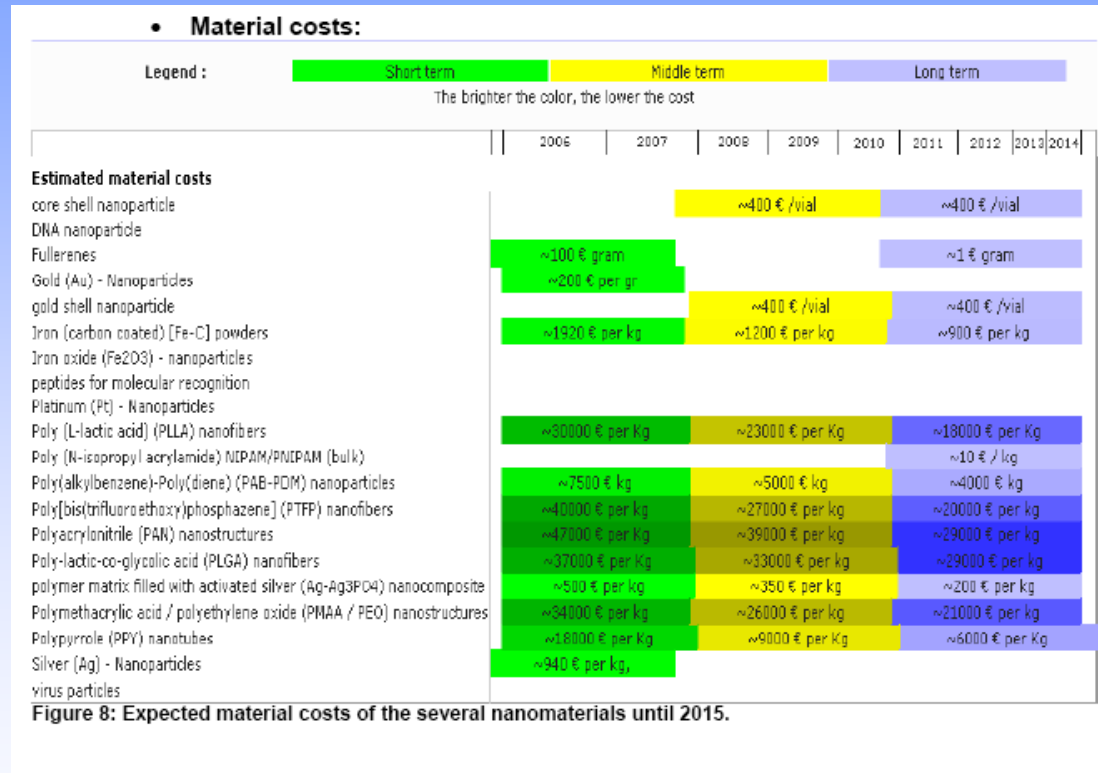 • Material costs:
Legend : Short term Middle term Long term
The brighter the color, the lower the cost
2006 2007 2008 2009 2010 2011 2012 2013 2014
Estimated material costs
core shell nanoparticle ~400 € /vial ~400 € /vial
DNA nanoparticle
Fullerenes ~100 € gram ~1 € gram
Gold (Au) - Nanoparticles ~200 € per gr
gold shell nanoparticle ~400 € /vial ~400 € /vial
Iron (carbon coated) [Fe-C] powders ~1920 € per kg ~1200 € per kg ~900 € per kg
Iron oxide (Fe2O3) - nanoparticles
peptides for molecular recognition
Platinum (Pt) - Nanoparticles
Poly (L-lactic acid) (PLLA) nanofibers ~30000 € per Kg ~23000 € per Kg ~18000 € per Kg
Poly (N-isopropyl acrylamide) NIPAM/PNIPAM (bulk) ~10 € / kg
Poly(alkylbenzene)-Poly(diene) (PAB-PDM) nanoparticles ~7500 € kg ~5000 € kg ~4000 € kg
Poly[bis(trifluoroethoxy)phosphazene] (PTFP) nanofibers ~40000 € per kg ~27000 € per kg ~20000 € per kg
Polyacrylonitrile (PAN) nanostructures ~47000 € per Kg ~39000 € per kg ~29000 € per kg
Poly-lactic-co-glycolic acid (PLGA) nanofibers ~37000 € per Kg ~33000 € per Kg ~29000 € per Kg
polymer matrix filled with activated silver (Ag-Ag3PO4) nanocomposite ~500 € per kg ~350 € per kg ~200 € per kg
Polymethacrylic acid / polyethylene oxide (PMAA / PEO) nanostructures ~34000 € per Kg ~26000 € per Kg ~21000 € per Kg
Polypyrrole (PPY) nanotubes ~18000 € per Kg ~9000 € per Kg ~6000 € per Kg
Silver (Ag) - Nanoparticles ~940 € per kg,
virus particles
Figure 8: Expected material costs of the several nanomaterials until 2015.